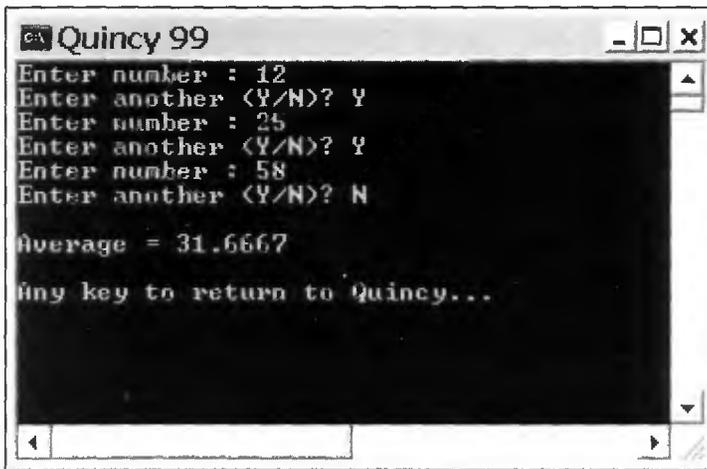 Quincy 99
Enter number : 12
Enter another (Y/N)? Y
Enter number : 25
Enter another (Y/N)? Y
Enter number : 58
Enter another (Y/N)? N
Average = 31.6667
Any key to return to Quincy...